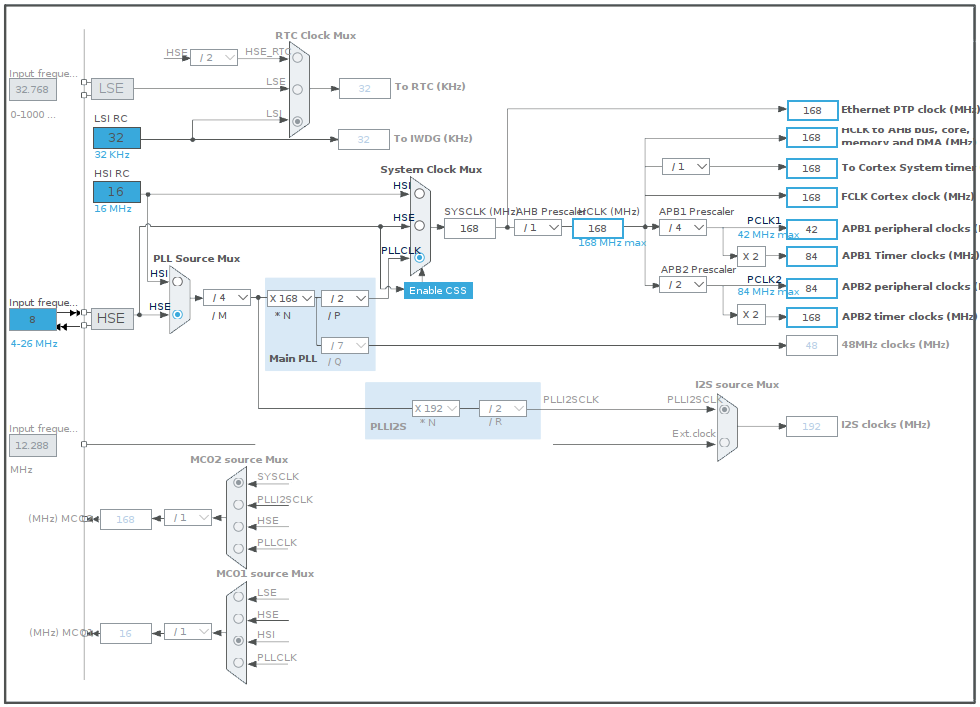 RTC Clock Mux
HSE
/ 2
HSE_RTC
Input freque...
32.768
0-1000 ...
LSE
LSE
32
To RTC (KHz)
LSI RC
32
32 KHz
LSI
32
To IWDG (KHz)
HSI RC
16
16 MHz
System Clock Mux
HSI
HSE
PLLCLK
Enable CSS
SYSCLK (MHz)
168
AHB Prescaler
/ 1
HCLK (MHz)
168
168 MHz max
168
Ethernet PTP clock (MHz)
168
HCLK to AHB bus, core,
memory and DMA (MHz)
/ 1
168
To Cortex System timer
168
FCLK Cortex clock (MHz)
APB1 Prescaler
/ 4
PCLK1
42 MHz max
42
APB1 peripheral clocks (
X 2
84
APB1 Timer clocks (MHz)
APB2 Prescaler
/ 2
PCLK2
84 MHz max
84
APB2 peripheral clocks (
X 2
168
APB2 timer clocks (MHz)
48
48MHz clocks (MHz)
PLL Source Mux
HSI
HSE
Input freque...
8
4-26 MHz
HSE
/ 4
/ M
X 168
* N
/ 2
/ P
/ 7
/ Q
Main PLL
X 192
* N
/ 2
/ R
PLLI2S
PLLI2SCLK
I2S source Mux
PLLI2SCLK
Ext.clock
192
I2S clocks (MHz)
Input freque...
12.288
MHz
MCO2 source Mux
SYSCLK
PLLI2SCLK
HSE
PLLCLK
(MHz) MCO2
168
/ 1
MCO1 source Mux
LSE
HSE
HSI
PLLCLK
(MHz) MCO1
16
/ 1